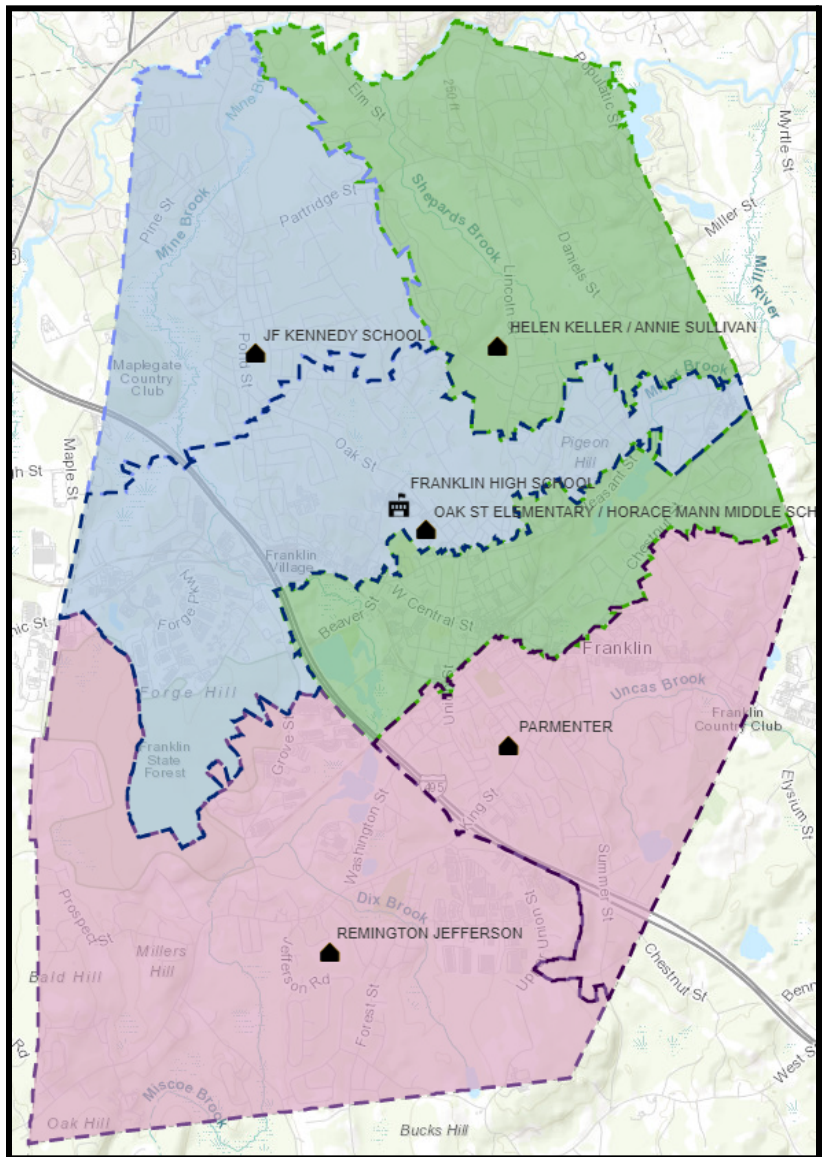 Elm St
250 ft
Populatic St
Mine B
Myrtle St
Pine St
Mine Brook
Partridge St
Shepards Brook
Daniels St
Lincoln
Miller St
Mill River
JF KENNEDY SCHOOL
HELEN KELLER / ANNIE SULLIVAN
Pond St
Maplegate
Country
Club
Miller Brook
Maple St
Oak St
Pigeon
Hill
h St
FRANKLIN HIGH SCHOOL
easant St
OAK ST ELEMENTARY / HORACE MANN MIDDLE SCH
Chestnut
Franklin
Village
Forge Pkwy
Beaver St
W Central St
nic St
Franklin
Forge Hill
Uncas Brook
Franklin
Country Club
Grove St
PARMENTER
Franklin
State
Forest
495
King St
Elysium St
Washington St
Summer St
Dix Brook
Prospect St
REMINGTON JEFFERSON
Millers
Hill
Jefferson Rd
Bald Hill
Forest St
Chestnut St
Benn
Rd
West S
Miscoe Brook
Oak Hill
Bucks Hill